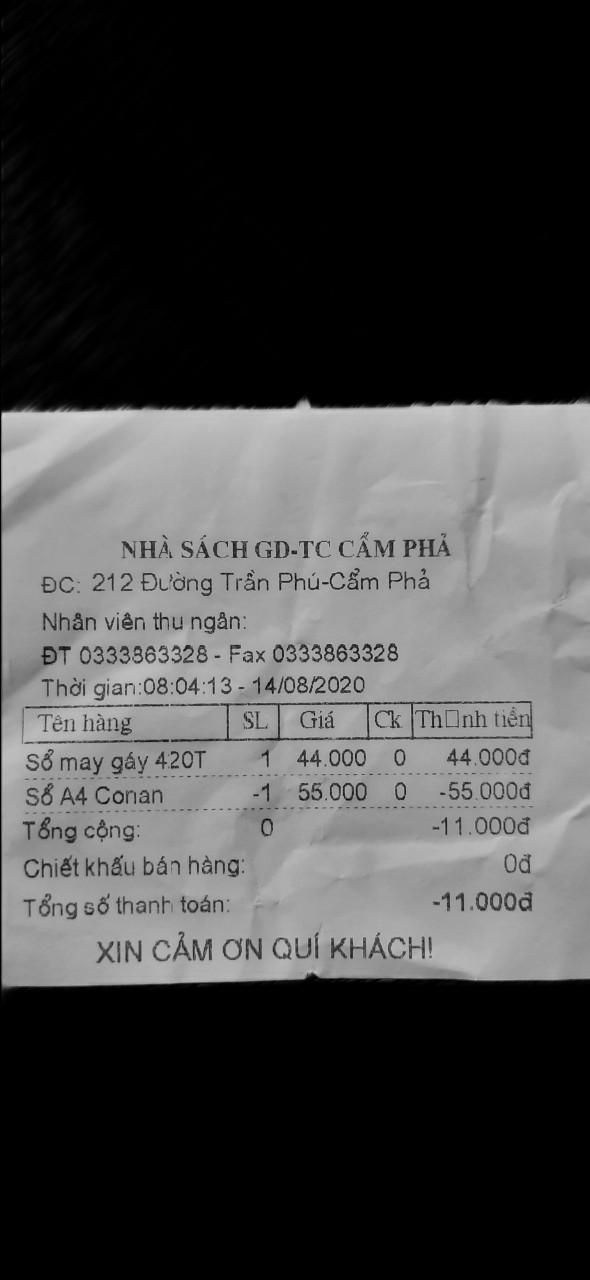 NHÀ SÁCH GD-TC CẨM PHẢ
ĐC: 212 Đường Trần Phú-Cẩm Phả
Nhân viên thu ngân:
ĐT 0333863328 - Fax 0333863328
Thời gian:08:04:13 - 14/08/2020
Tên hàng SL Giá Ck Th□nh tiền
Sổ may gáy 420T 1 44.000 0 44.000đ
Sổ A4 Conan -1 55.000 0 -55.000đ
Tổng cộng: 0 -11.000đ
Chiết khấu bán hàng: 0đ
Tổng số thanh toán: -11.000đ
XIN CẢM ƠN QUÍ KHÁCH!